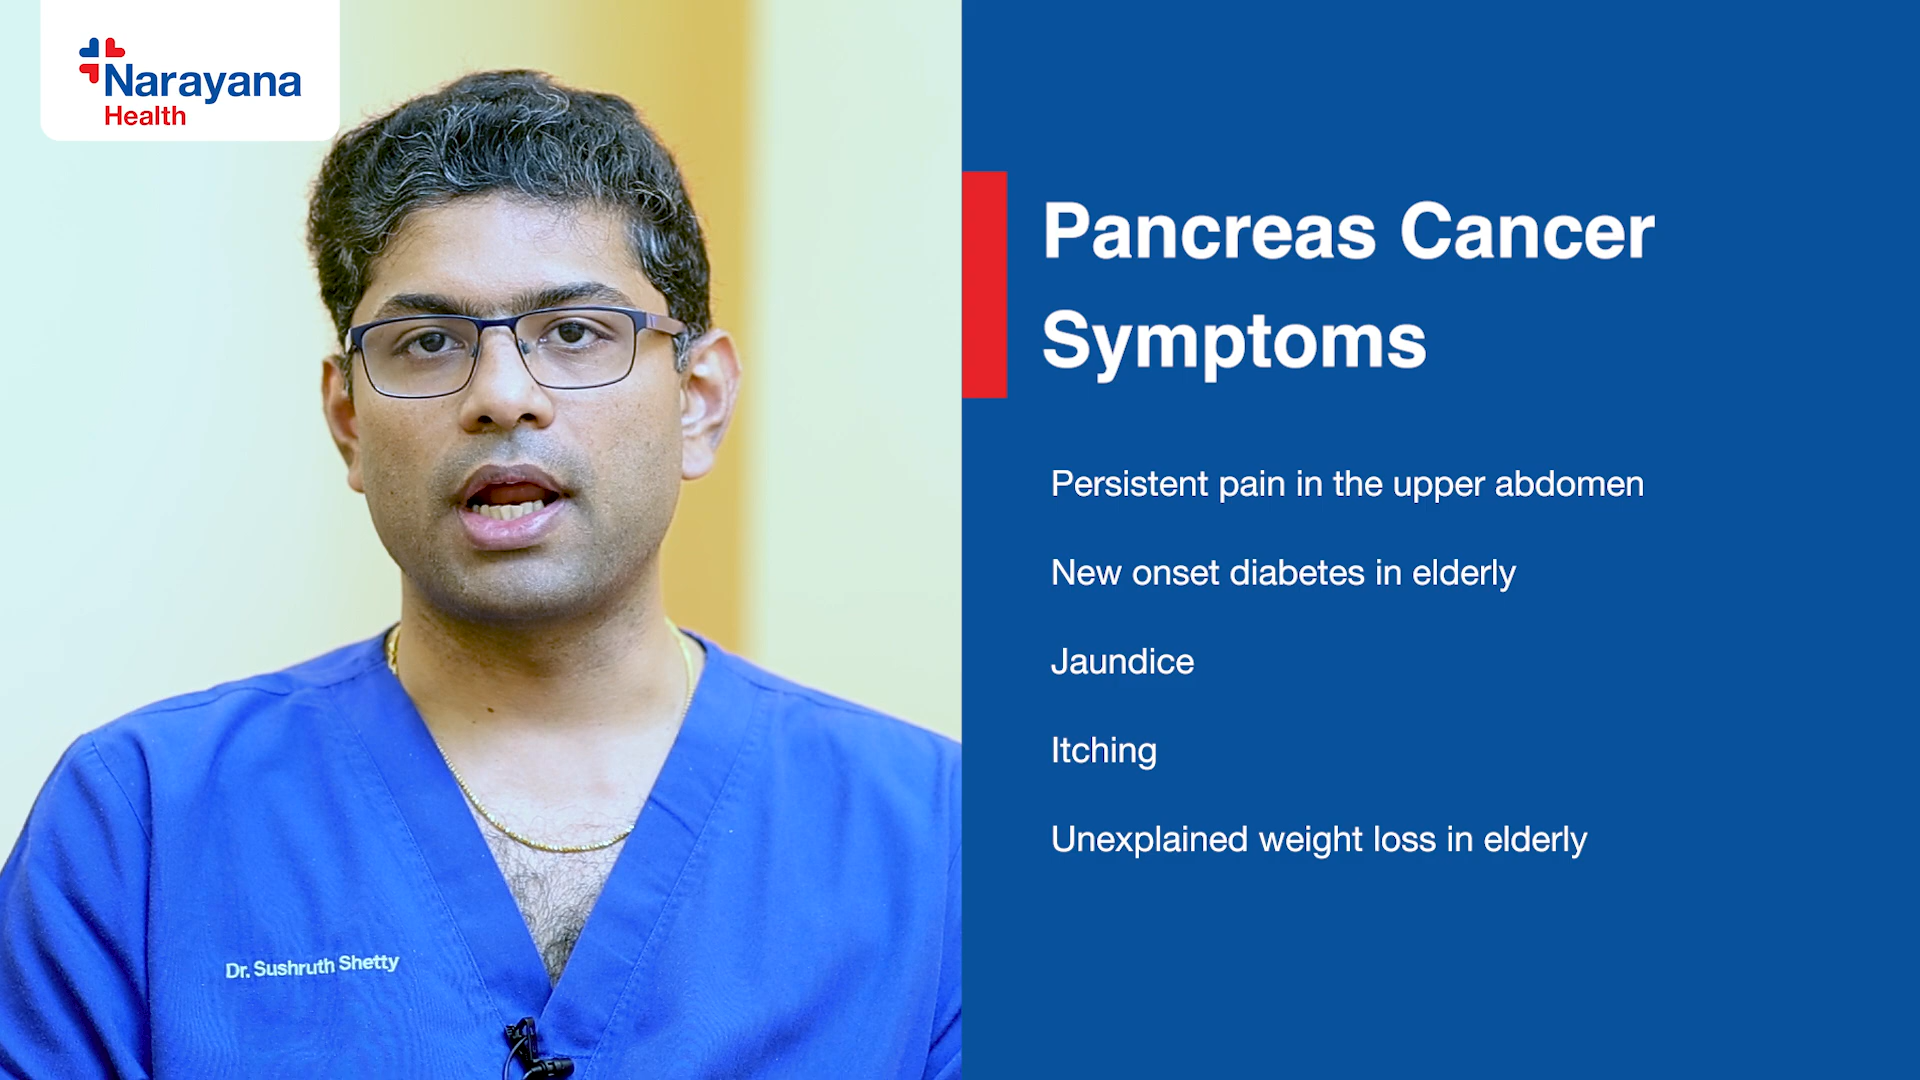 Narayana
Health
Pancreas Cancer
Symptoms
Persistent pain in the upper abdomen
New onset diabetes in elderly
Jaundice
Itching
Unexplained weight loss in elderly
Dr. Sushruth Shetty